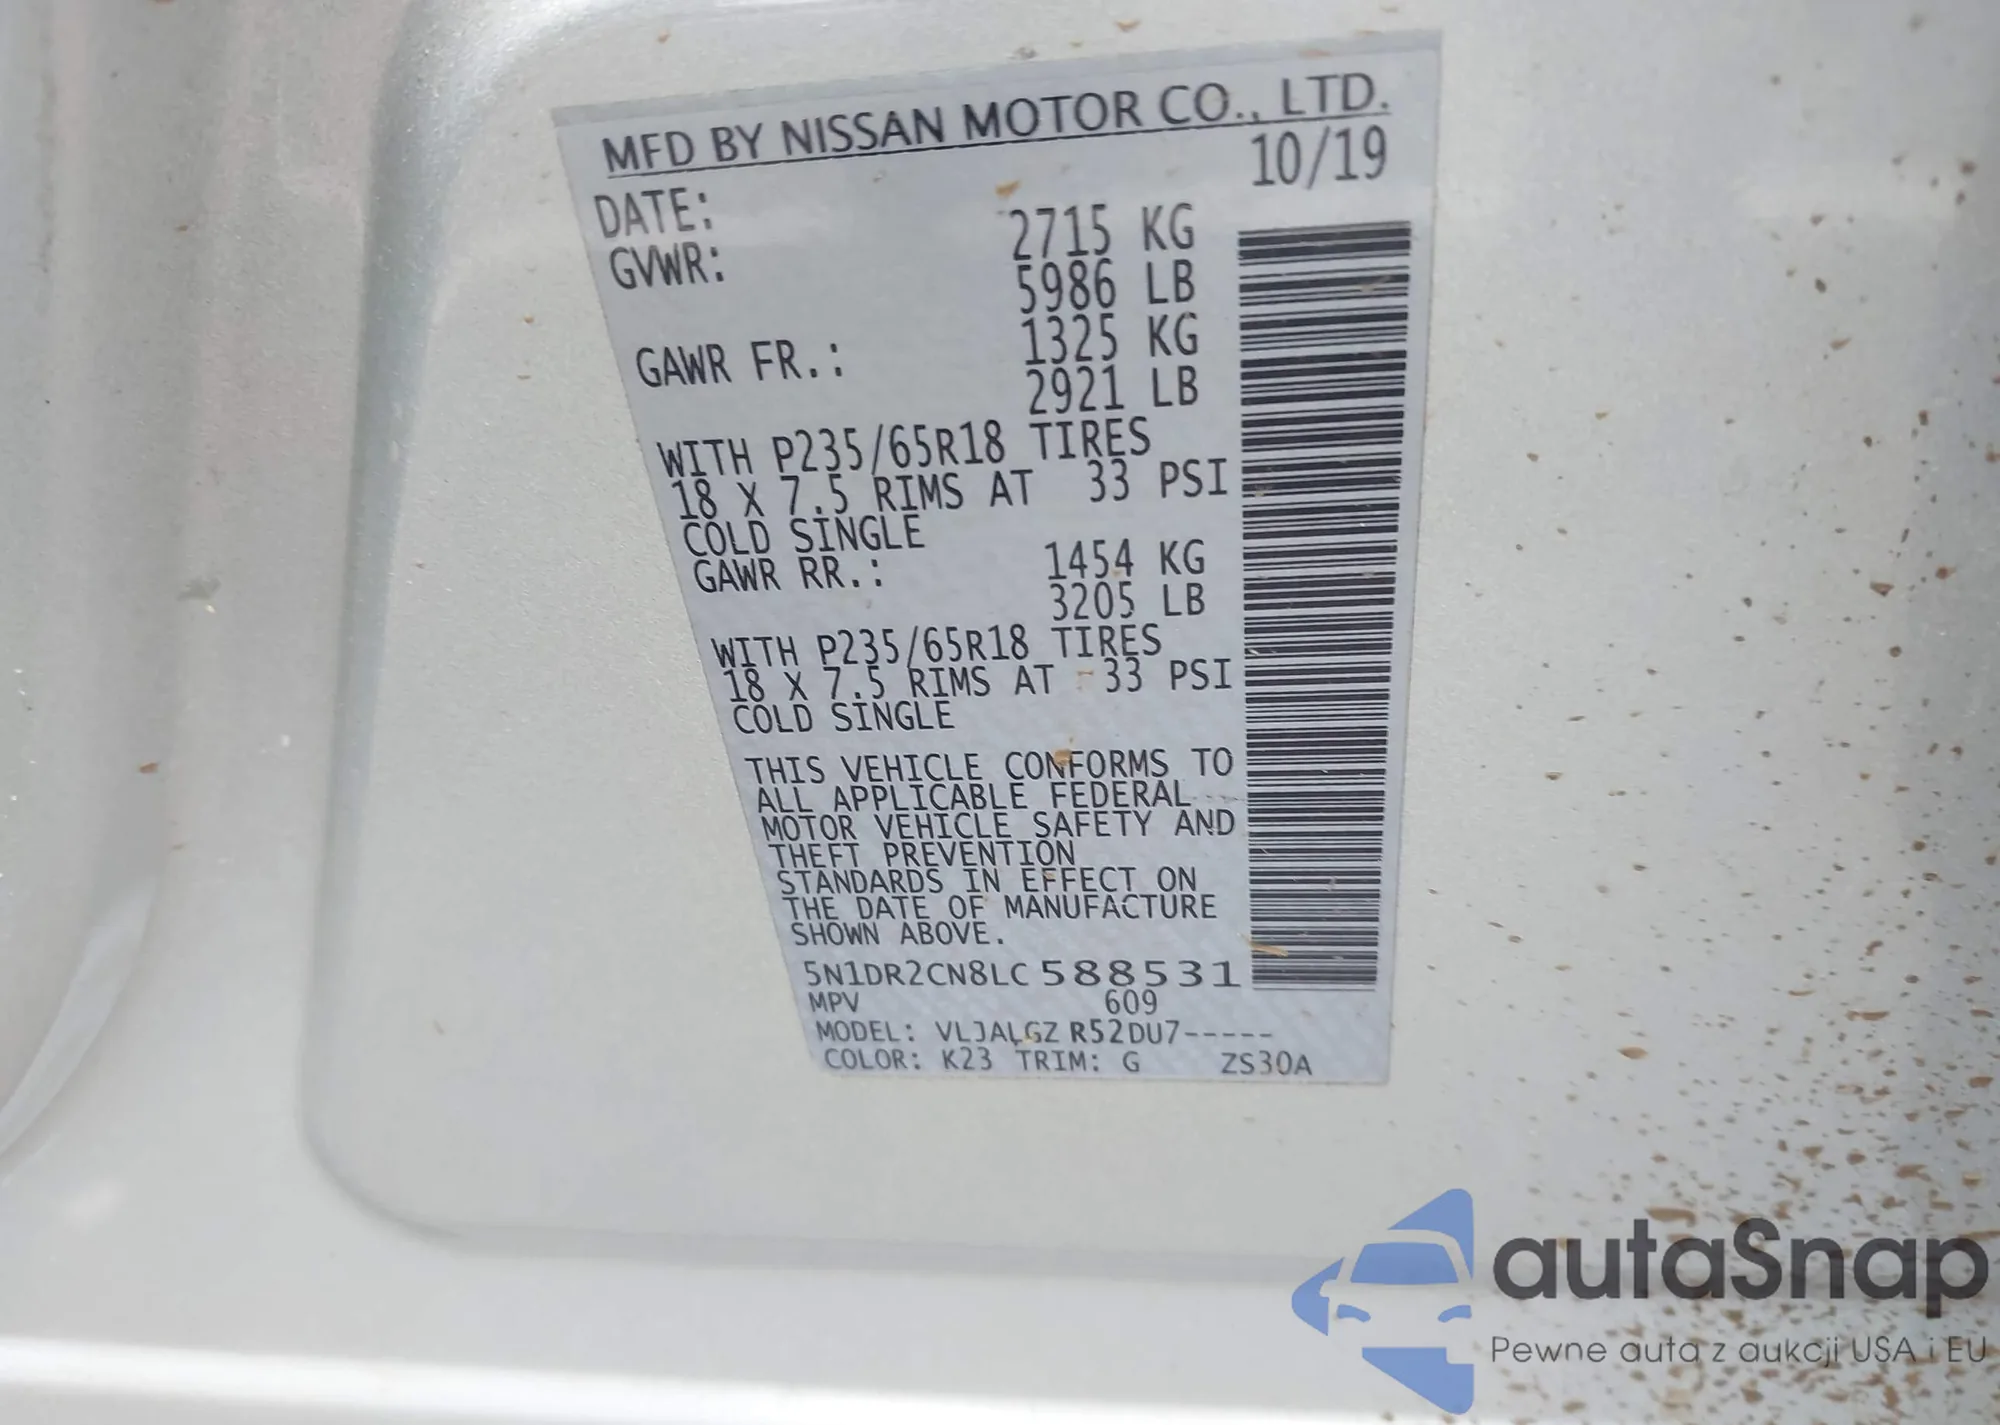 MFD BY NISSAN MOTOR CO., LTD.
DATE: 10/19
GVWR: 2715 KG
5986 LB
GAWR FR.: 1325 KG
2921 LB
WITH P235/65R18 TIRES
18 X 7.5 RIMS AT 33 PSI
COLD SINGLE
GAWR RR.: 1454 KG
3205 LB
WITH P235/65R18 TIRES
18 X 7.5 RIMS AT 33 PSI
COLD SINGLE
THIS VEHICLE CONFORMS TO
ALL APPLICABLE FEDERAL
MOTOR VEHICLE SAFETY AND
THEFT PREVENTION
STANDARDS IN EFFECT ON
THE DATE OF MANUFACTURE
SHOWN ABOVE.
5N1DR2CN8LC588531
MPV 609
MODEL: VLJALGZ R52DU7-----
COLOR: K23 TRIM: G ZS30A
autaSnap
Pewne auta z aukcji USA i EU